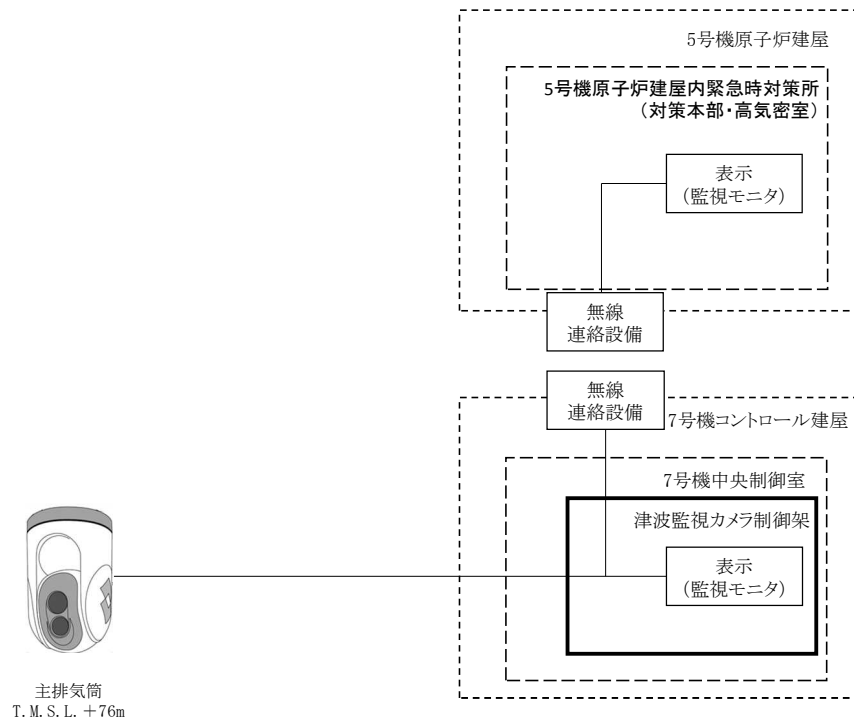 5号機原子炉建屋
5号機原子炉建屋内緊急時対策所
(対策本部・高気密室)
表示
(監視モニタ)
無線
連絡設備
無線
連絡設備
7号機コントロール建屋
7号機中央制御室
津波監視カメラ制御架
表示
(監視モニタ)
主排気筒
T.M.S.L.+76m